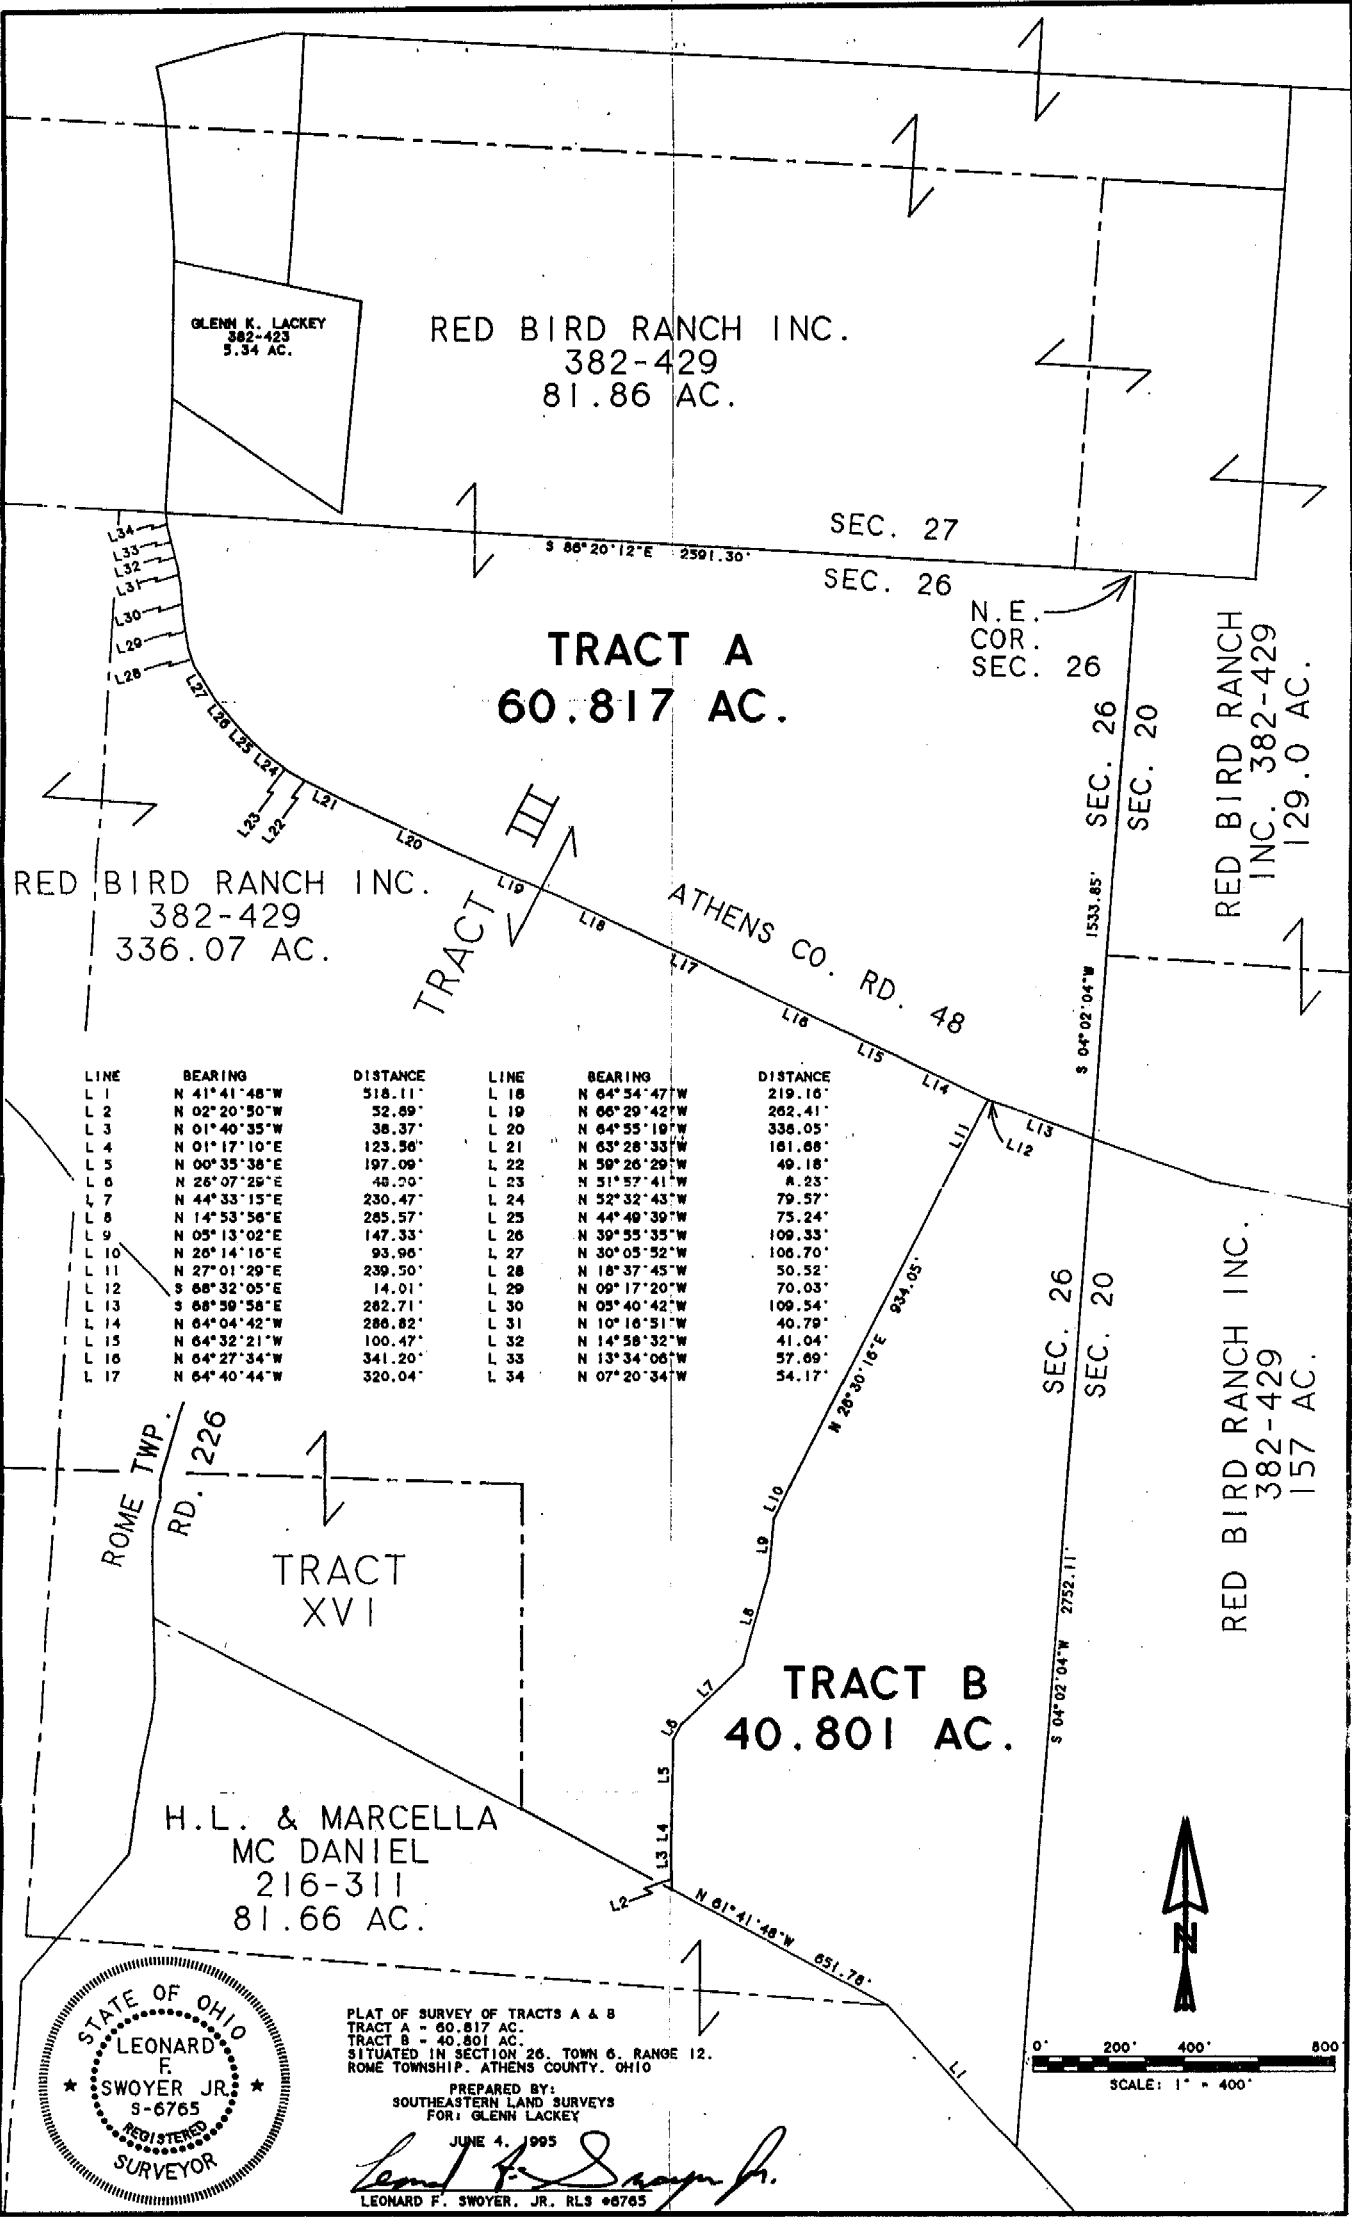 GLENN K. LACKEY
382-423
5.34 AC.
RED BIRD RANCH INC.
382-429
81.86 AC.
SEC. 27
S 86°20'12"E 2591.30'
SEC. 26
N.E.
COR.
SEC. 26
L34
L33
L32
L31
L30
L29
L28
L27
L26
L25
L24
L23
L22
L21
L20
L19
L18
L17
L16
L15
L14
L13
L12
L11
TRACT A
60.817 AC.
SEC. 26
SEC. 20
RED BIRD RANCH
INC. 382-429
129.0 AC.
S 04°02'04"W 1533.85'
TRACT III
ATHENS CO. RD. 48
RED BIRD RANCH INC.
382-429
336.07 AC.
LINE BEARING DISTANCE LINE BEARING DISTANCE
L 1 N 41°41'48"W 518.11' L 18 N 64°54'47"W 219.16'
L 2 N 02°20'50"W 52.69' L 19 N 66°29'42"W 262.41'
L 3 N 01°40'35"W 36.37' L 20 N 64°55'19"W 336.05'
L 4 N 01°17'10"E 123.56' L 21 N 63°28'33"W 161.68'
L 5 N 00°35'36"E 197.09' L 22 N 59°26'29"W 49.18'
L 6 N 26°07'29"E L 23 N 51°57'41"W
L 7 N 44°33'15"E 230.47' L 24 N 52°32'43"W 79.57'
L 8 N 14°53'56"E 265.57' L 25 N 44°49'39"W 75.24'
L 9 N 05°13'02"E 147.33' L 26 N 39°55'35"W 109.33'
L 10 N 26°14'16"E 93.96' L 27 N 30°05'52"W 106.70'
L 11 N 27°01'29"E 239.50' L 28 N 18°37'45"W 50.52'
L 12 S 68°32'05"E 14.01' L 29 N 09°17'20"W 70.03'
L 13 S 68°59'58"E 282.71' L 30 N 05°40'42"W 109.54'
L 14 N 64°04'42"W 286.82' L 31 N 10°16'51"W 40.79'
L 15 N 64°32'21"W 100.47' L 32 N 14°58'32"W 41.04'
L 16 N 64°27'34"W 341.20' L 33 N 13°34'06"W 57.69'
L 17 N 64°40'44"W 320.04' L 34 N 07°20'34"W 54.17'
N 26°30'16"E 934.05'
SEC. 26
SEC. 20
RED BIRD RANCH INC.
382-429
157 AC.
ROME TWP.
RD. 226
TRACT
XVI
L10
L9
L8
L7
L6
L5
L4
L3
L2
TRACT B
40.801 AC.
S 04°02'04"W 2752.11'
H.L. & MARCELLA
MC DANIEL
216-311
81.66 AC.
N 61°41'48"W 651.78'
L1
N
0' 200' 400' 800'
SCALE: 1" = 400'
STATE OF OHIO
LEONARD
F.
SWOYER JR.
S-6765
REGISTERED
SURVEYOR
PLAT OF SURVEY OF TRACTS A & B
TRACT A - 60.817 AC.
TRACT B - 40.801 AC.
SITUATED IN SECTION 26, TOWN 6, RANGE 12,
ROME TOWNSHIP, ATHENS COUNTY, OHIO
PREPARED BY:
SOUTHEASTERN LAND SURVEYS
FOR: GLENN LACKEY
JUNE 4, 1995
Leonard F. Swoyer Jr.
LEONARD F. SWOYER, JR. RLS #6765